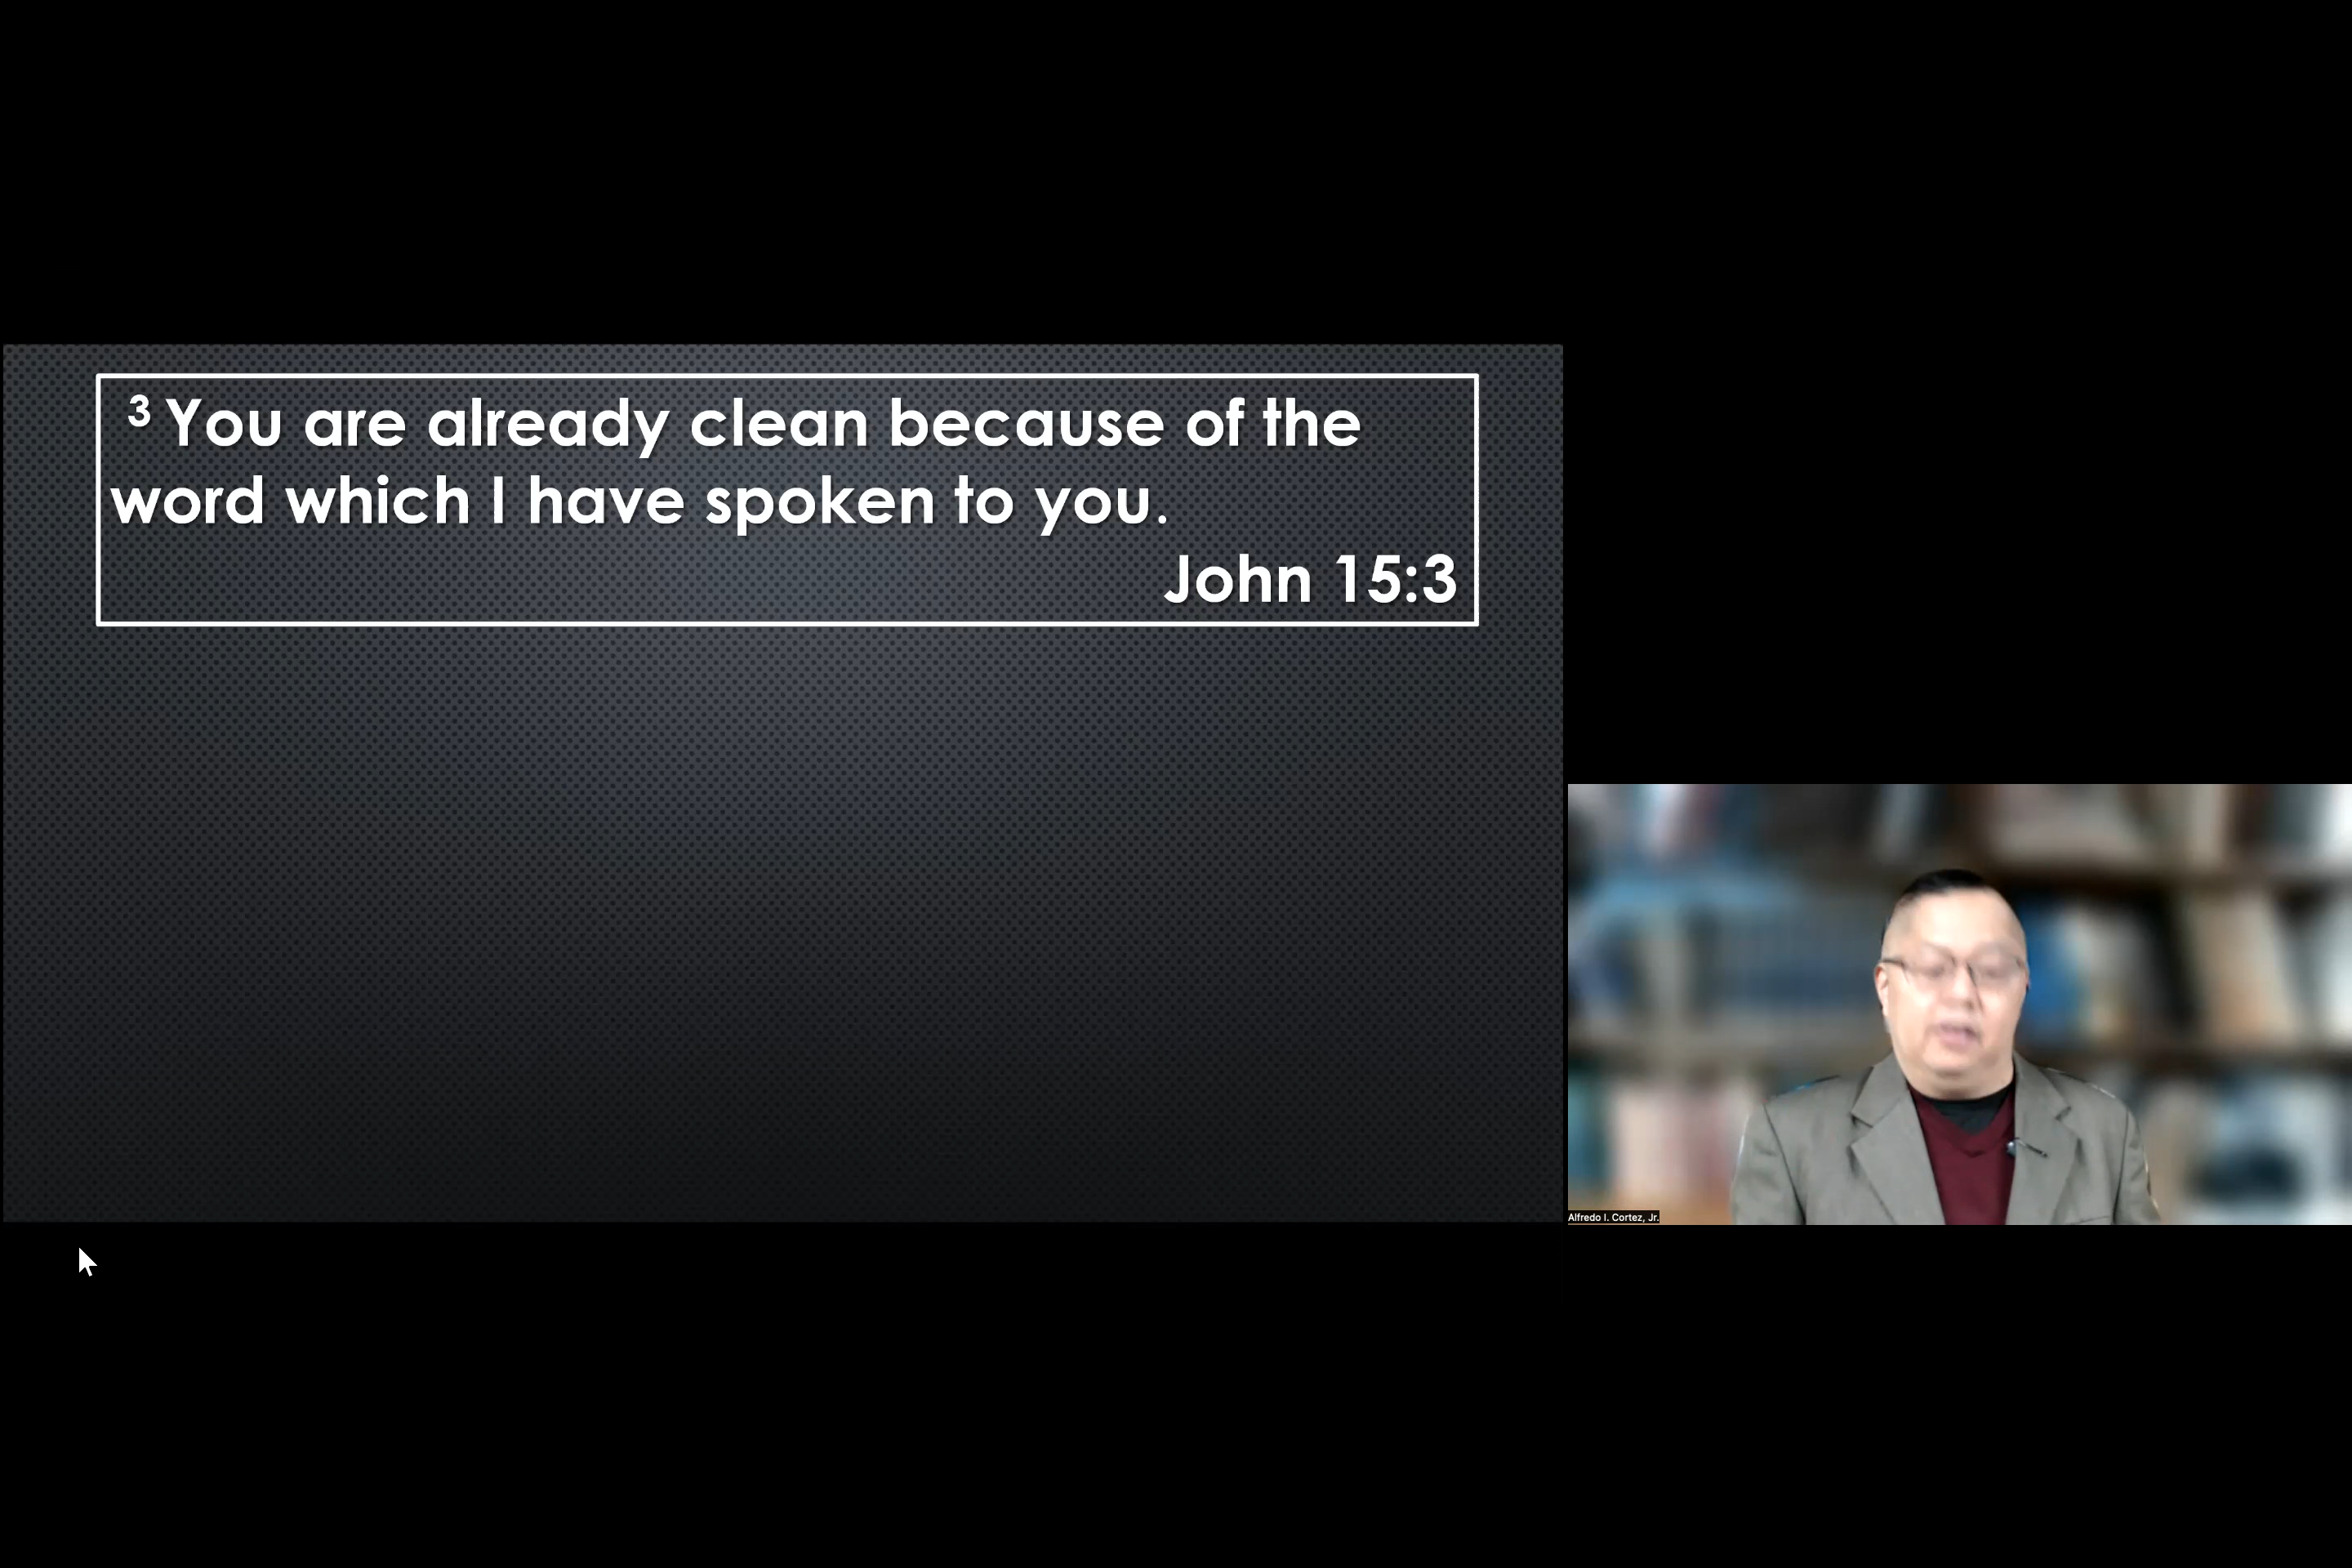 ³ You are already clean because of the
word which I have spoken to you.
John 15:3
Alfredo I. Cortez, Jr.